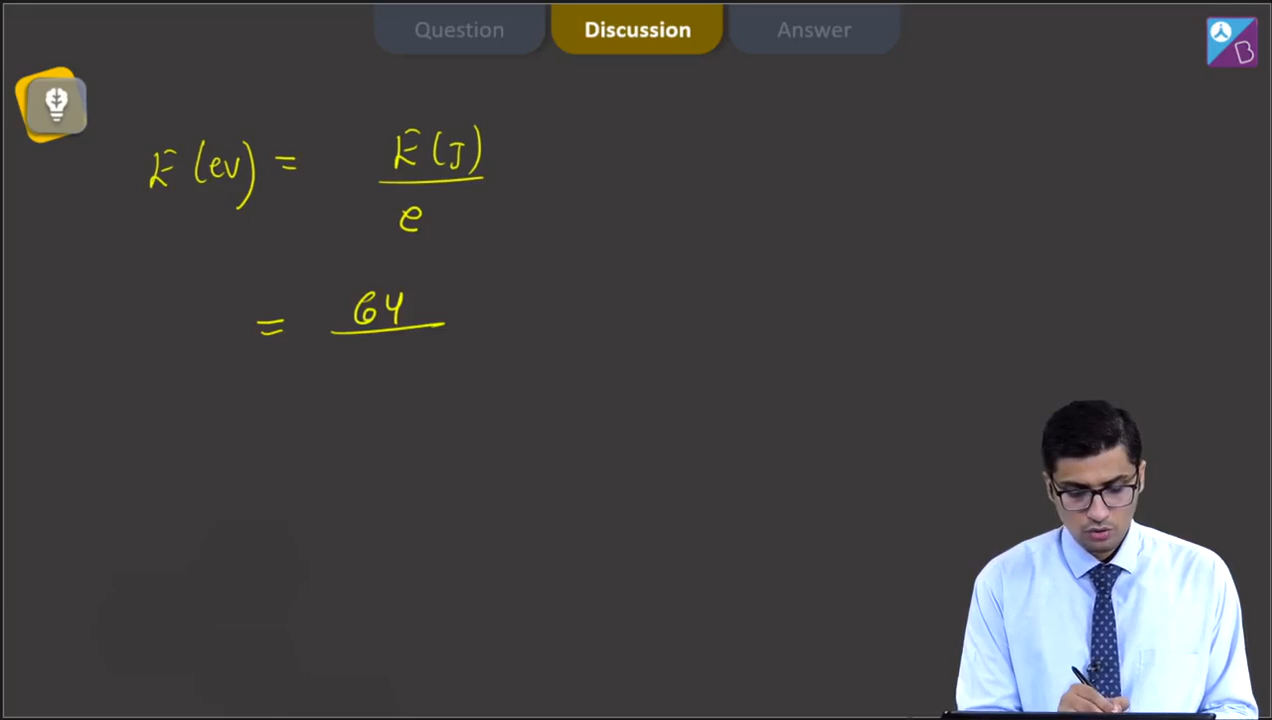 Question Discussion Answer
E (ev) = E (J) / e
= 64